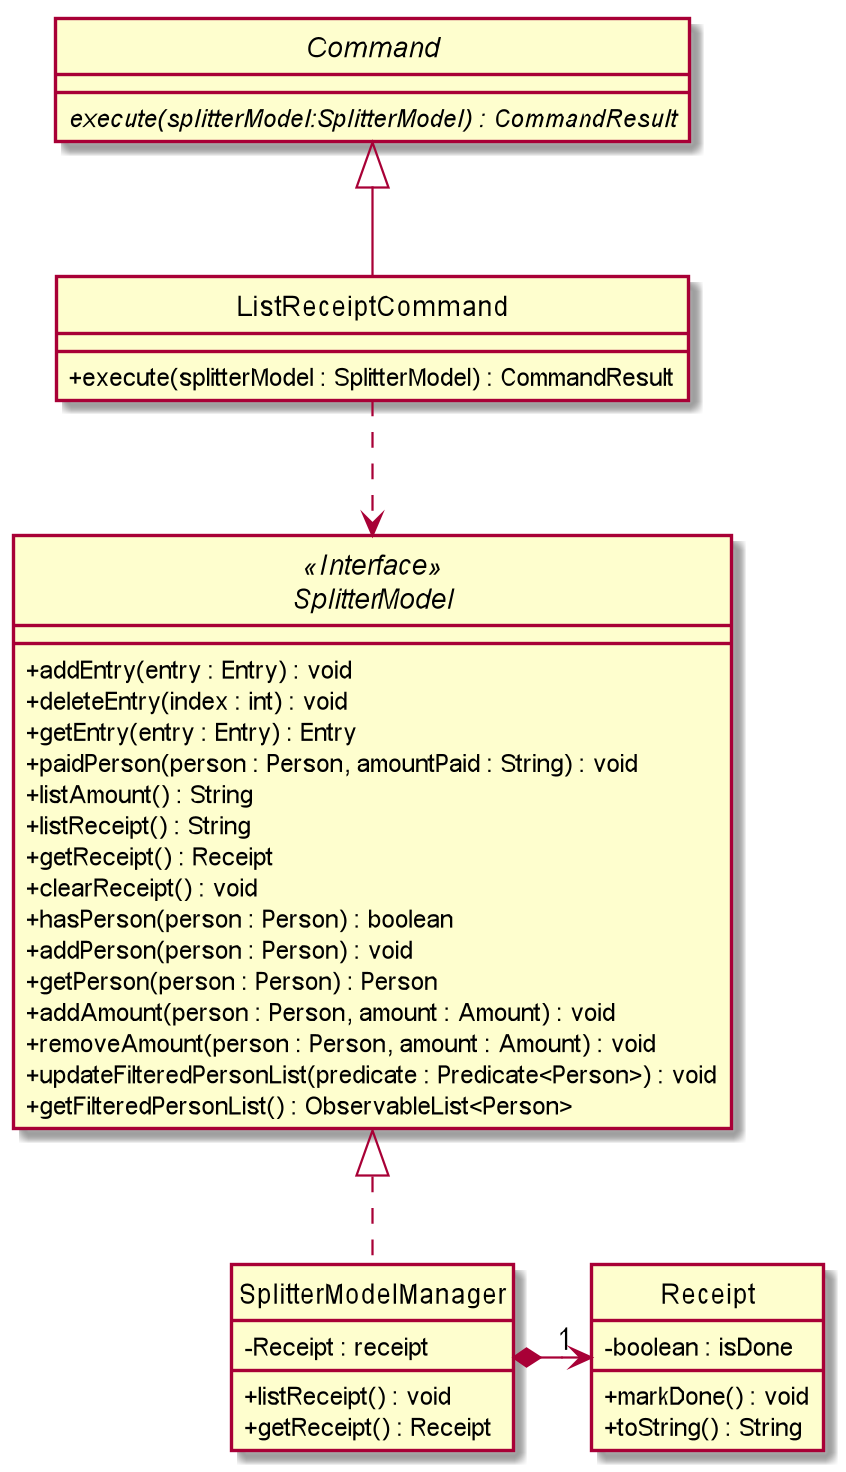 Command
execute(splitterModel:SplitterModel) : CommandResult
ListReceiptCommand
+execute(splitterModel : SplitterModel) : CommandResult
«Interface»
SplitterModel
+addEntry(entry : Entry) : void
+deleteEntry(index : int) : void
+getEntry(entry : Entry) : Entry
+paidPerson(person : Person, amountPaid : String) : void
+listAmount() : String
+listReceipt() : String
+getReceipt() : Receipt
+clearReceipt() : void
+hasPerson(person : Person) : boolean
+addPerson(person : Person) : void
+getPerson(person : Person) : Person
+addAmount(person : Person, amount : Amount) : void
+removeAmount(person : Person, amount : Amount) : void
+updateFilteredPersonList(predicate : Predicate<Person>) : void
+getFilteredPersonList() : ObservableList<Person>
SplitterModelManager
-Receipt : receipt
+listReceipt() : void
+getReceipt() : Receipt
1
Receipt
-boolean : isDone
+markDone() : void
+toString() : String